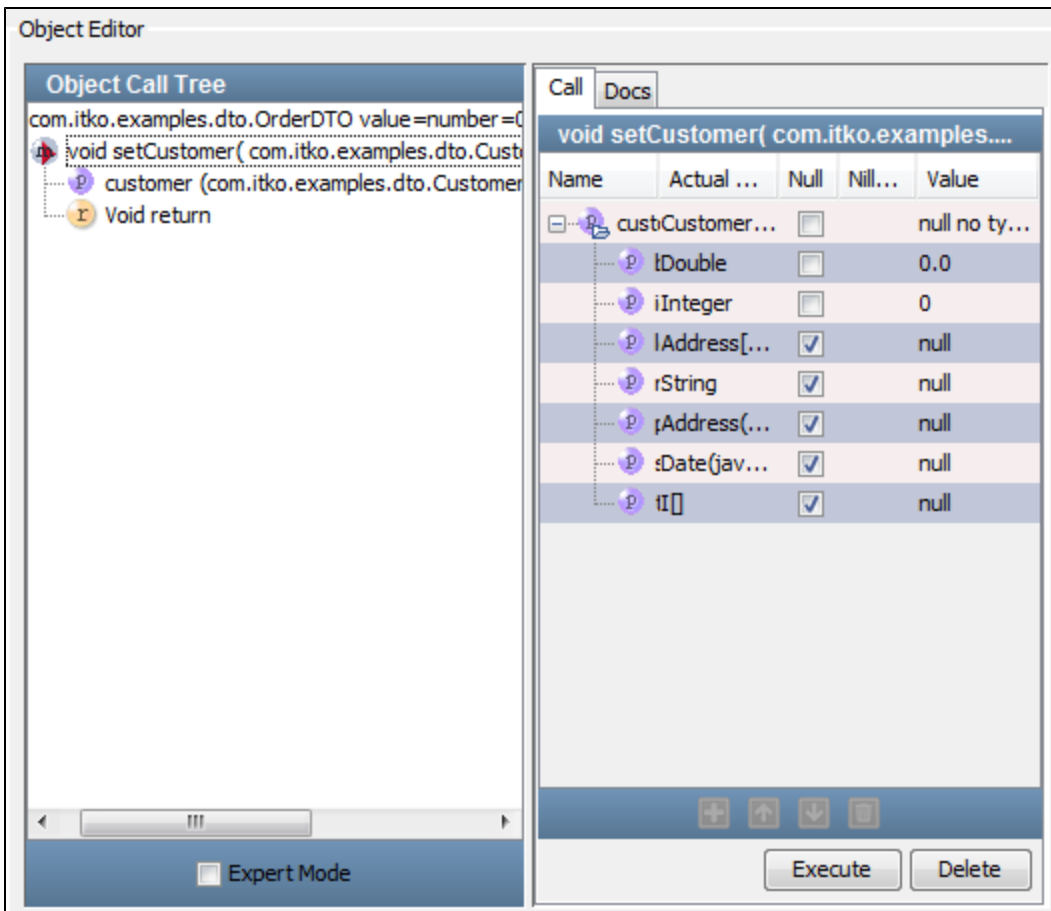 Object Editor
Object Call Tree
com.itko.examples.dto.OrderDTO value=number=0
void setCustomer( com.itko.examples.dto.Custo
P customer (com.itko.examples.dto.Customer
r Void return
Expert Mode
Call Docs
void setCustomer( com.itko.examples....
Name Actual ... Null Nill... Value
P custCustomer... null no ty...
P Double 0.0
P Integer 0
P Address[... null
P String null
P Address(... null
P Date(jav... null
P I[] null
Execute Delete